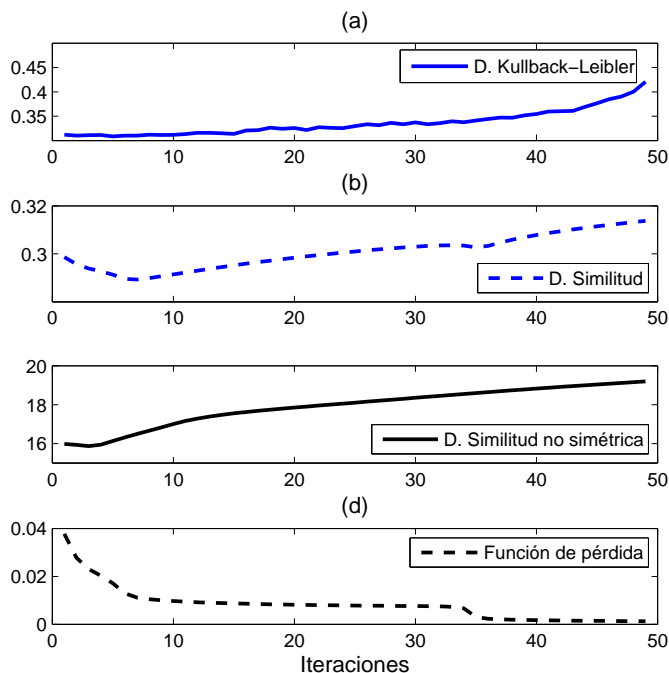 (a)
0.45
0.4
0.35
D. Kullback−Leibler
0 10 20 30 40 50
(b)
0.32
0.3
D. Similitud
0 10 20 30 40 50
20
18
16
D. Similitud no simétrica
0 10 20 30 40 50
(d)
0.04
0.02
0
Función de pérdida
0 10 20 30 40 50
Iteraciones